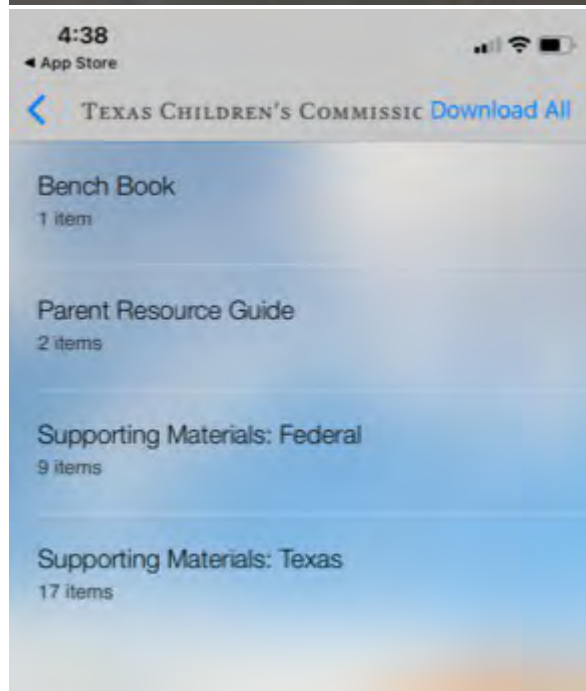 4:38
◀ App Store
TEXAS CHILDREN'S COMMISSIC Download All
Bench Book
1 item
Parent Resource Guide
2 items
Supporting Materials: Federal
9 items
Supporting Materials: Texas
17 items